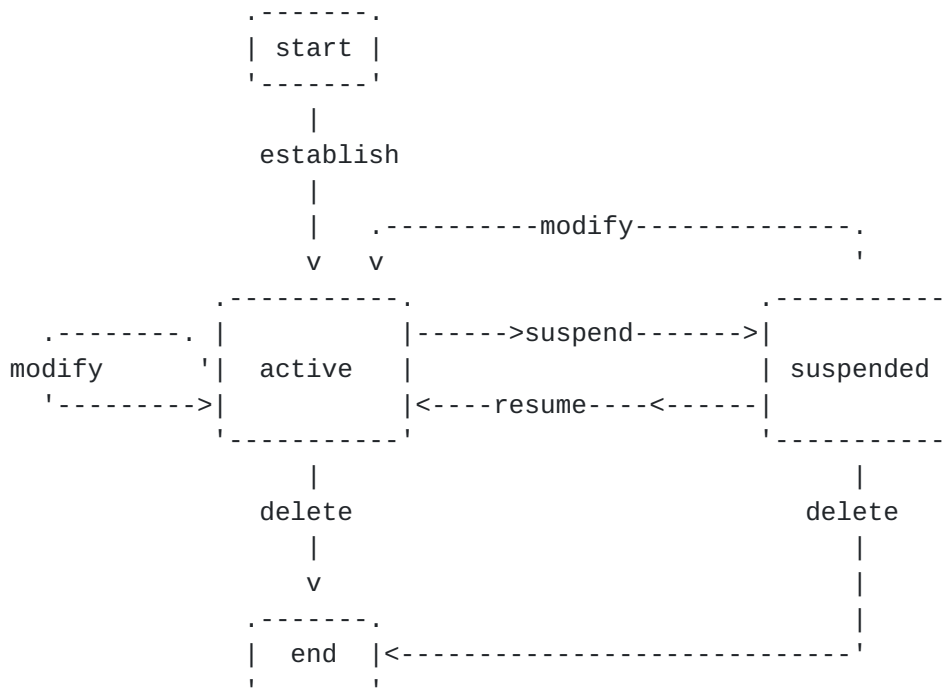 start
establish
modify
suspend
modify active suspended
resume
delete delete
end